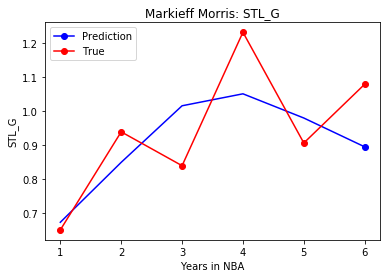 Markieff Morris: STL_G
Prediction
True
STL_G
1.2
1.1
1.0
0.9
0.8
0.7
1 2 3 4 5 6
Years in NBA